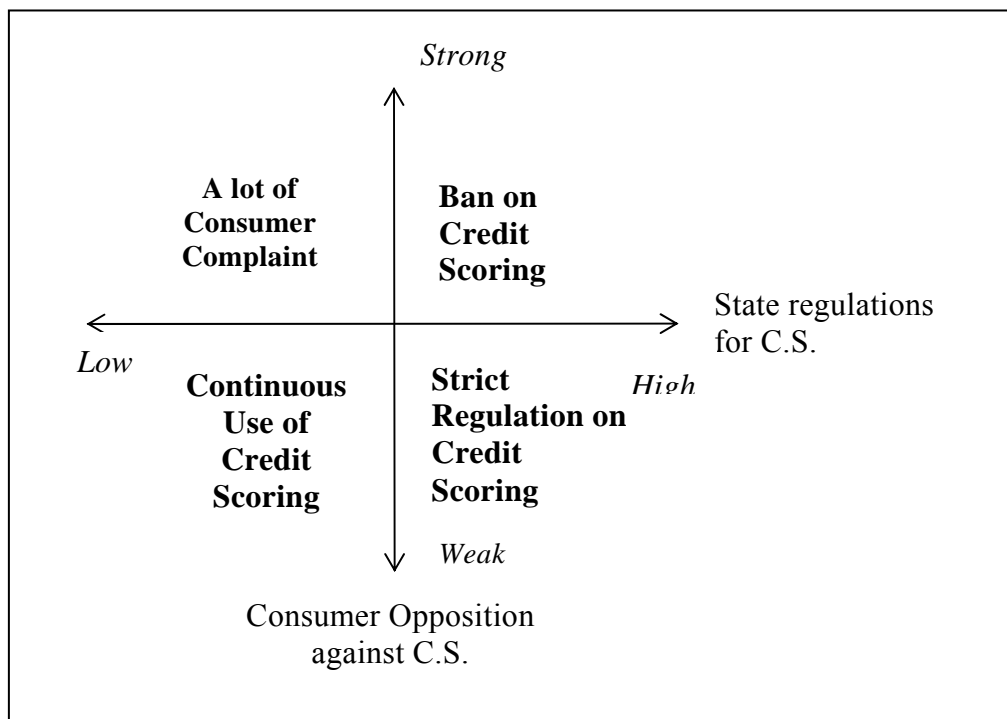 Strong
A lot of
Consumer
Complaint
Ban on
Credit
Scoring
State regulations
for C.S.
Low
High
Continuous
Use of
Credit
Scoring
Strict
Regulation on
Credit
Scoring
Weak
Consumer Opposition
against C.S.